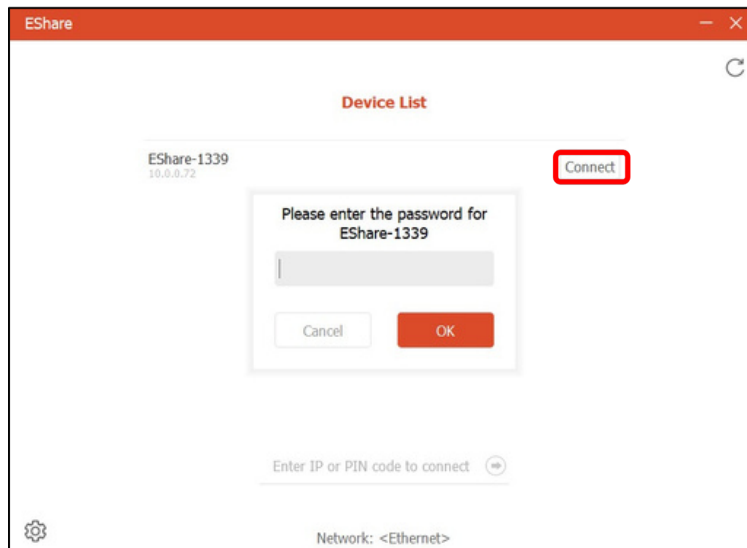 EShare
Device List
EShare-1339
10.0.0.72
Connect
Please enter the password for
EShare-1339
Cancel
OK
Enter IP or PIN code to connect
Network: <Ethernet>